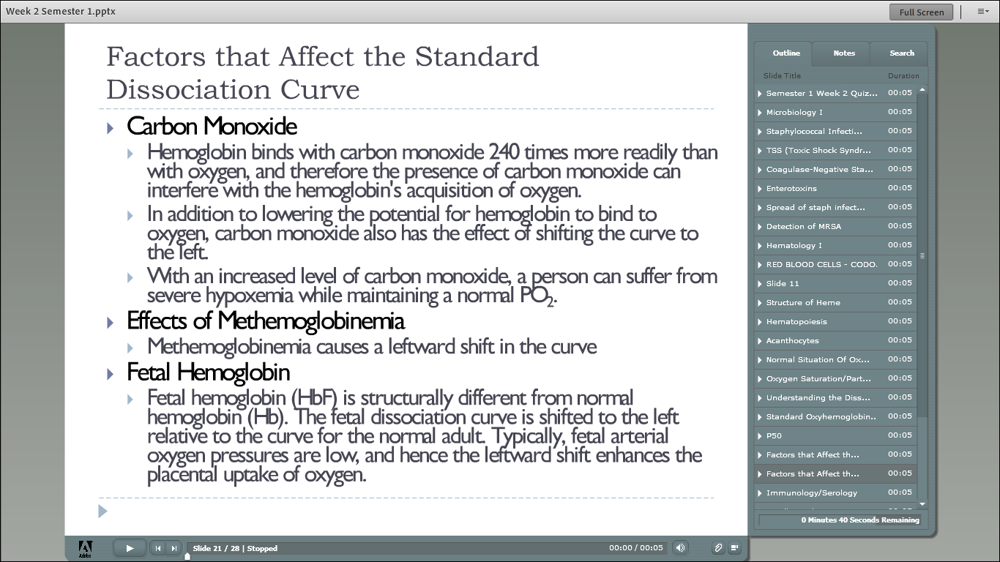 Week 2 Semester 1.pptx
Full Screen
Factors that Affect the Standard
Dissociation Curve
Carbon Monoxide
Hemoglobin binds with carbon monoxide 240 times more readily than
with oxygen, and therefore the presence of carbon monoxide can
interfere with the hemoglobin's acquisition of oxygen.
In addition to lowering the potential for hemoglobin to bind to
oxygen, carbon monoxide also has the effect of shifting the curve to
the left.
With an increased level of carbon monoxide, a person can suffer from
severe hypoxemia while maintaining a normal PO₂.
Effects of Methemoglobinemia
Methemoglobinemia causes a leftward shift in the curve
Fetal Hemoglobin
Fetal hemoglobin (HbF) is structurally different from normal
hemoglobin (Hb). The fetal dissociation curve is shifted to the left
relative to the curve for the normal adult. Typically, fetal arterial
oxygen pressures are low, and hence the leftward shift enhances the
placental uptake of oxygen.
Outline Notes Search
Slide Title Duration
Semester 1 Week 2 Quiz... 00:05
Microbiology I 00:05
Staphylococcal Infecti... 00:05
TSS (Toxic Shock Syndr... 00:05
Coagulase-Negative Sta... 00:05
Enterotoxins 00:05
Spread of staph infect... 00:05
Detection of MRSA 00:05
Hematology I 00:05
RED BLOOD CELLS - CODO. 00:05
Slide 11 00:05
Structure of Heme 00:05
Hematopoiesis 00:05
Acanthocytes 00:05
Normal Situation Of Ox... 00:05
Oxygen Saturation/Part... 00:05
Understanding the Diss... 00:05
Standard Oxyhemoglobin.. 00:05
P50 00:05
Factors that Affect th... 00:05
Factors that Affect th... 00:05
Immunology/Serology 00:05
0 Minutes 40 Seconds Remaining
Adobe
Slide 21 / 28 | Stopped
00:00 / 00:05